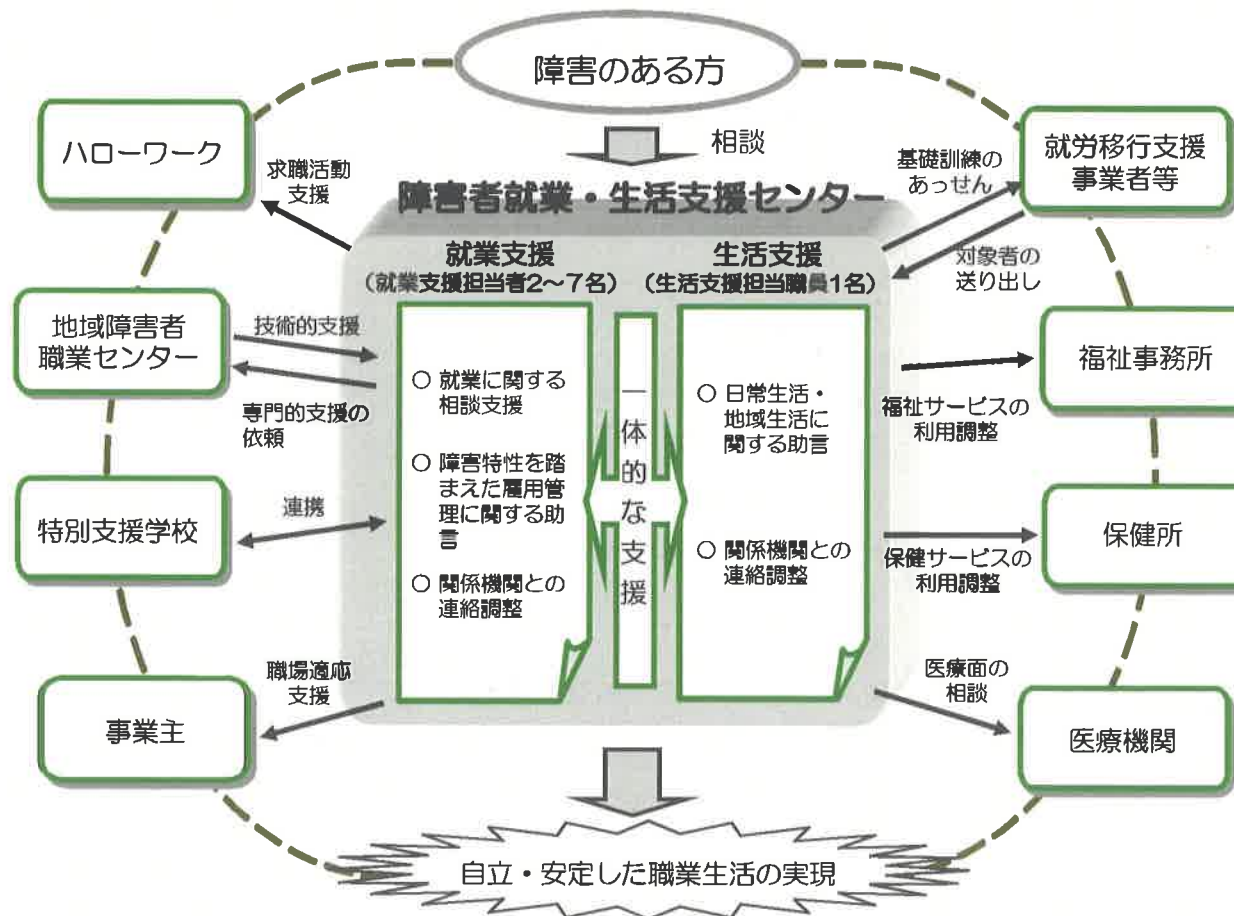 障害のある方
相談
ハローワーク
求職活動
支援
基礎訓練の
あっせん
就労移行支援
事業者等
対象者の
送り出し
障害者就業・生活支援センター
就業支援
(就業支援担当者2～7名)
生活支援
(生活支援担当職員1名)
地域障害者
職業センター
技術的支援
専門的支援の
依頼
特別支援学校
連携
事業主
職場適応
支援
○ 就業に関する
相談支援
○ 障害特性を踏
まえた雇用管
理に関する助
言
○ 関係機関との
連絡調整
一体的な支援
○ 日常生活・
地域生活に
関する助言
○ 関係機関との
連絡調整
福祉事務所
福祉サービスの
利用調整
保健所
保健サービスの
利用調整
医療面の
相談
医療機関
自立・安定した職業生活の実現